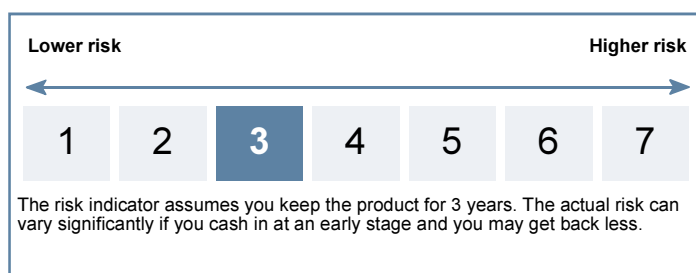 Lower risk Higher risk
1 2 3 4 5 6 7
The risk indicator assumes you keep the product for 3 years. The actual risk can
vary significantly if you cash in at an early stage and you may get back less.